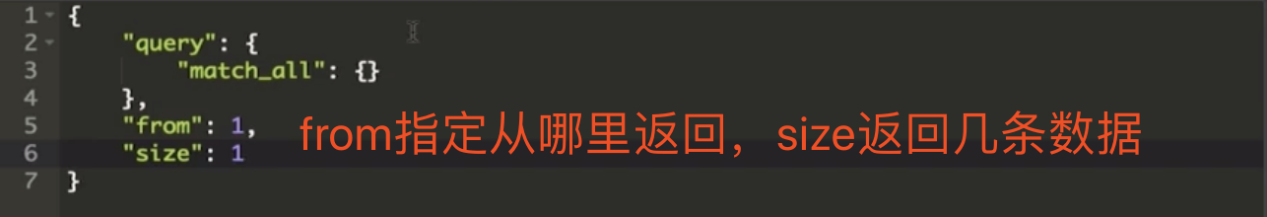 1 {
2 "query": {
3 "match_all": {}
4 },
5 "from": 1,
6 "size": 1
7 }
from指定从哪里返回，size返回几条数据